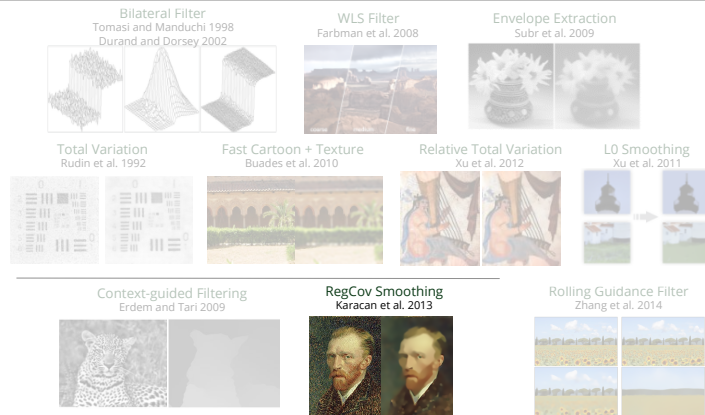 Bilateral Filter
Tomasi and Manduchi 1998
Durand and Dorsey 2002
WLS Filter
Farbman et al. 2008
Envelope Extraction
Subr et al. 2009
Total Variation
Rudin et al. 1992
Fast Cartoon + Texture
Buades et al. 2010
Relative Total Variation
Xu et al. 2012
L0 Smoothing
Xu et al. 2011
Context-guided Filtering
Erdem and Tari 2009
RegCov Smoothing
Karacan et al. 2013
Rolling Guidance Filter
Zhang et al. 2014